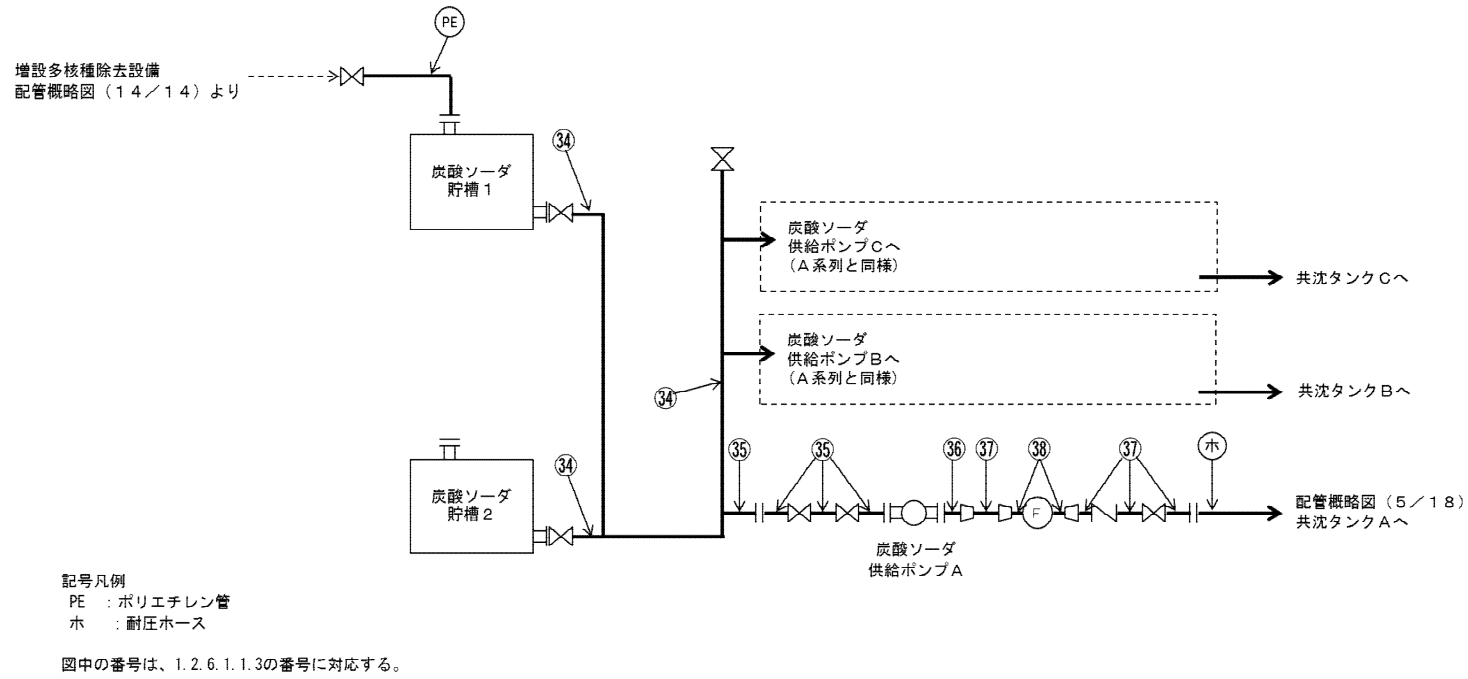 PE
増設多核種除去設備
配管概略図（１４／１４）より
炭酸ソーダ
貯槽１
㉞
炭酸ソーダ
供給ポンプＣへ
（Ａ系列と同様）
共沈タンクＣへ
炭酸ソーダ
供給ポンプＢへ
（Ａ系列と同様）
共沈タンクＢへ
㉞
炭酸ソーダ
貯槽２
㉞
㉟
㉟
㊱
㊲
㊳
㊲
ホ
F
配管概略図（５／１８）
共沈タンクＡへ
炭酸ソーダ
供給ポンプＡ
記号凡例
PE ：ポリエチレン管
ホ ：耐圧ホース
図中の番号は、1.2.6.1.1.3の番号に対応する。